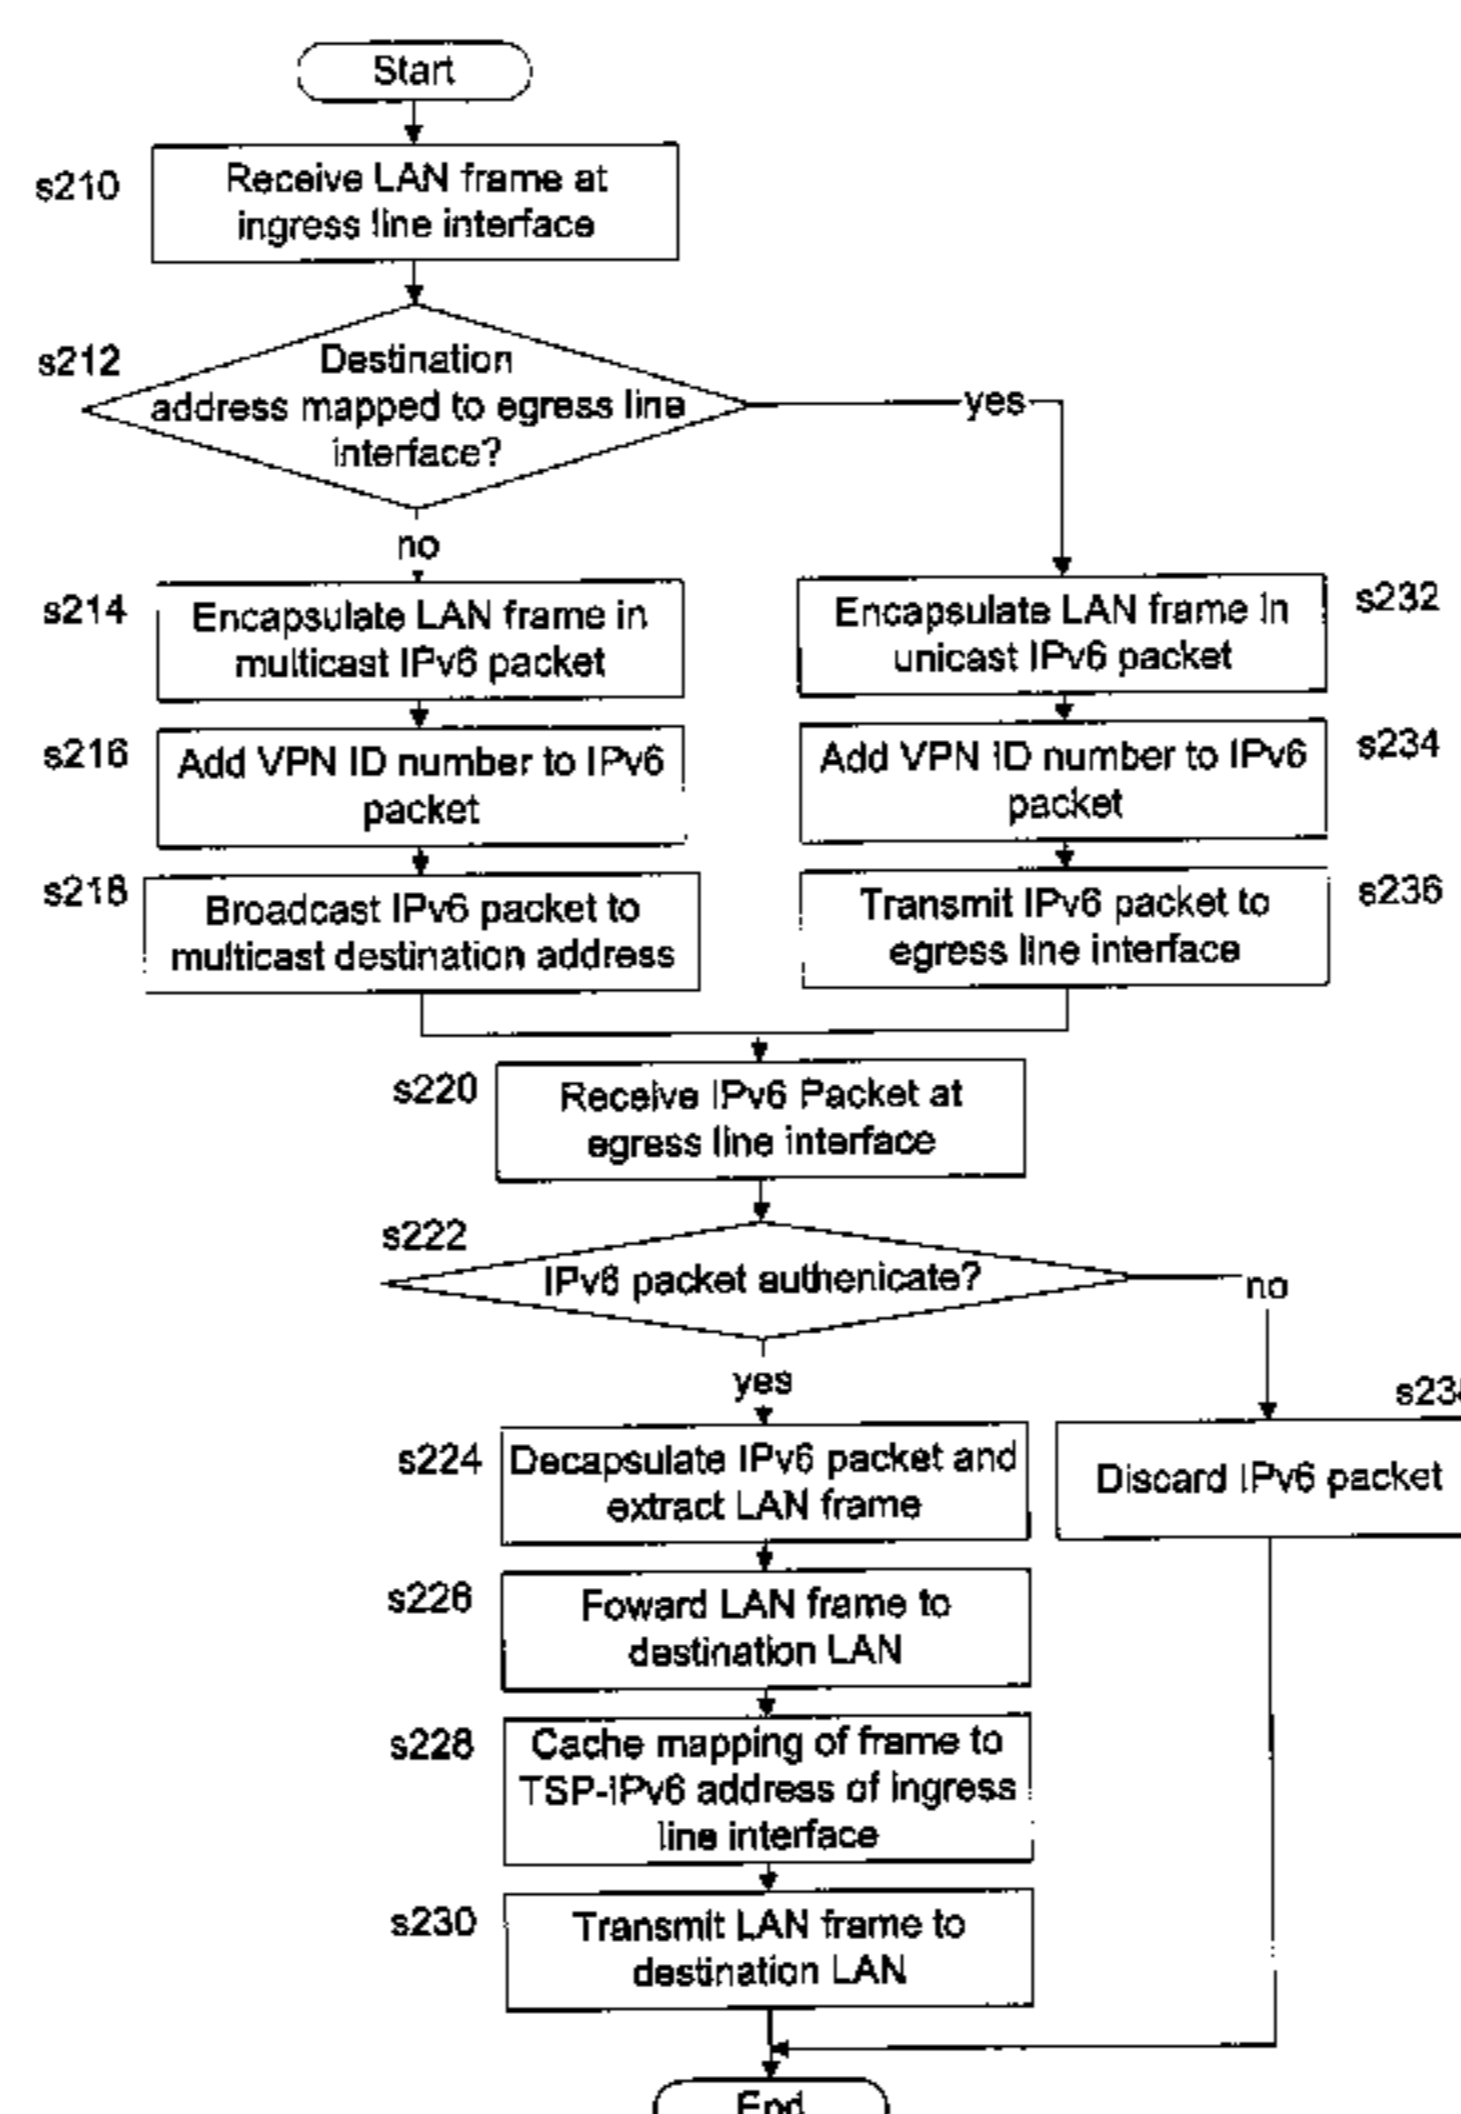 Start
s210
Receive LAN frame at
ingress line interface
s212
Destination
address mapped to egress line
interface?
yes
no
s214
Encapsulate LAN frame in
multicast IPv6 packet
s232
Encapsulate LAN frame in
unicast IPv6 packet
s216
Add VPN ID number to IPv6
packet
s234
Add VPN ID number to IPv6
packet
s218
Broadcast IPv6 packet to
multicast destination address
s236
Transmit IPv6 packet to
egress line interface
s220
Receive IPv6 Packet at
egress line interface
s222
IPv6 packet authenicate?
no
yes
s224
Decapsulate IPv6 packet and
extract LAN frame
Discard IPv6 packet
s226
Foward LAN frame to
destination LAN
s228
Cache mapping of frame to
TSP-IPv6 address of ingress
line interface
s230
Transmit LAN frame to
destination LAN
End